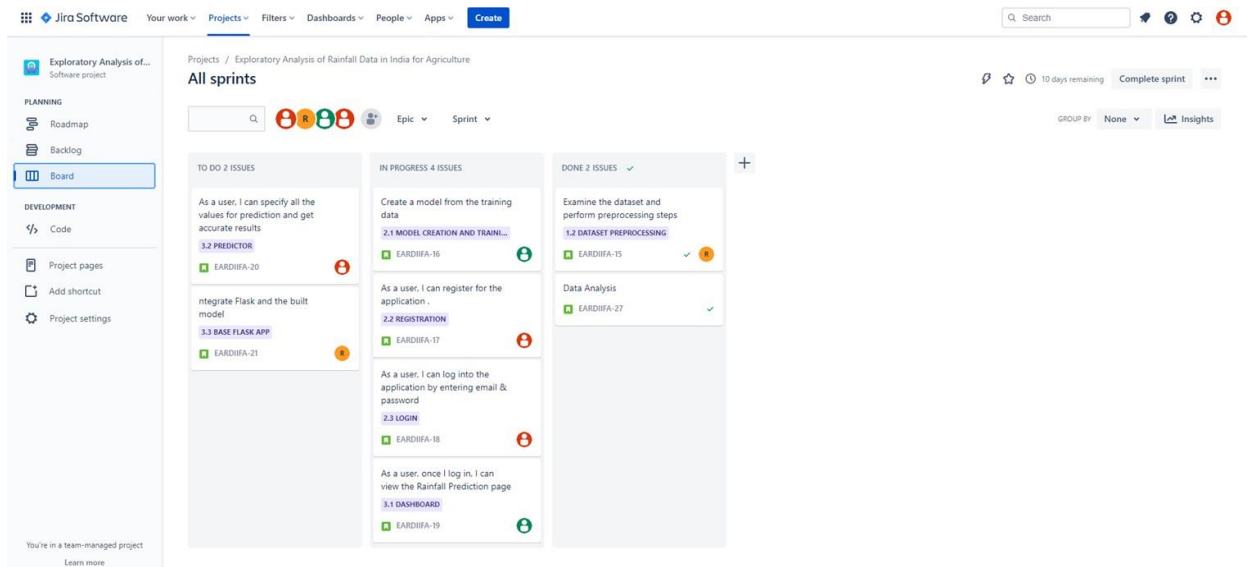 Jira Software Your work Projects Filters Dashboards People Apps Create Search
Exploratory Analysis of...
Software project
PLANNING
Roadmap
Backlog
Board
DEVELOPMENT
Code
Project pages
Add shortcut
Project settings
You're in a team-managed project
Learn more
Projects / Exploratory Analysis of Rainfall Data in India for Agriculture
All sprints
10 days remaining Complete sprint
R Epic Sprint
GROUP BY None Insights
TO DO 2 ISSUES
As a user, I can specify all the
values for prediction and get
accurate results
3.2 PREDICTOR
EARDIIFA-20
ntegrate Flask and the built
model
3.3 BASE FLASK APP
EARDIIFA-21 R
IN PROGRESS 4 ISSUES
Create a model from the training
data
2.1 MODEL CREATION AND TRAINI...
EARDIIFA-16
As a user, I can register for the
application .
2.2 REGISTRATION
EARDIIFA-17
As a user, I can log into the
application by entering email &
password
2.3 LOGIN
EARDIIFA-18
As a user, once I log in, I can
view the Rainfall Prediction page
3.1 DASHBOARD
EARDIIFA-19
DONE 2 ISSUES
Examine the dataset and
perform preprocessing steps
1.2 DATASET PREPROCESSING
EARDIIFA-15 R
Data Analysis
EARDIIFA-27